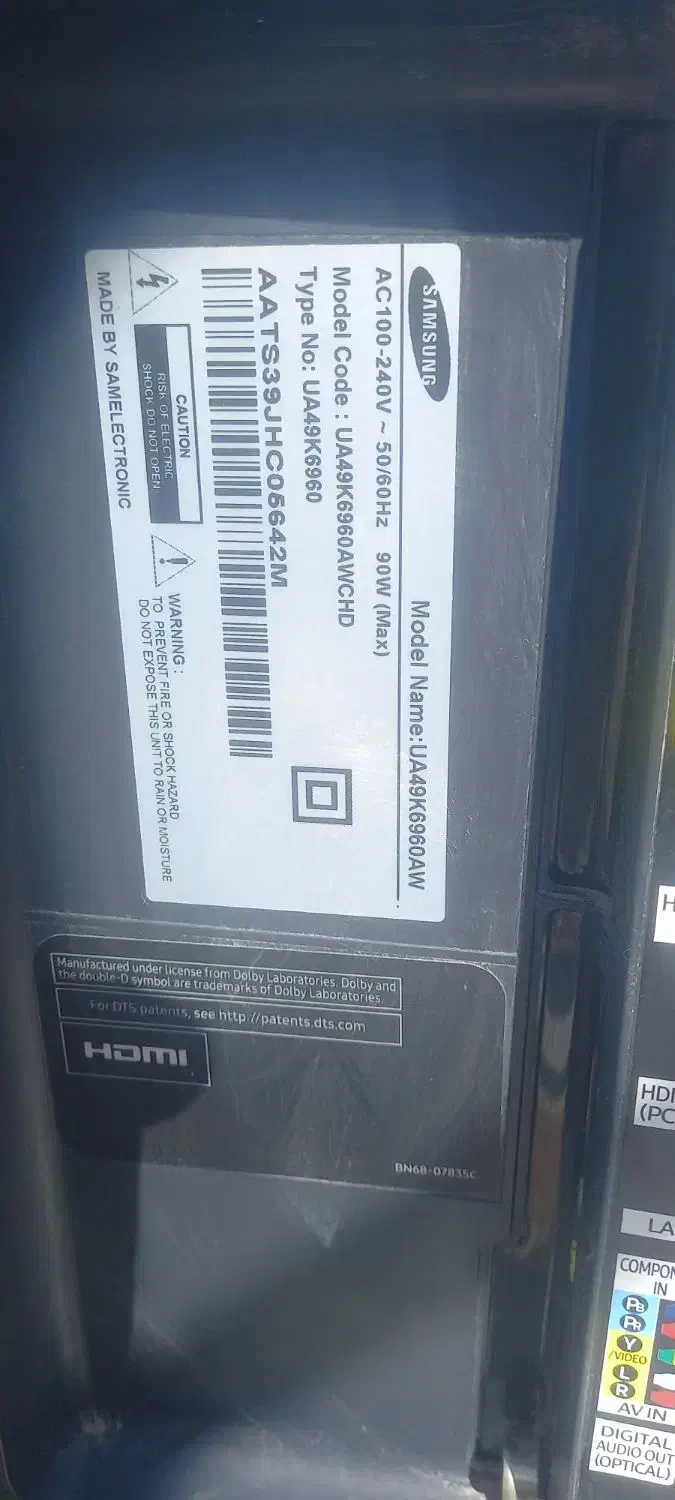 SAMSUNG
Model Name:UA49K6960AW
AC100-240V ~ 50/60Hz 90W (Max)
Model Code : UA49K6960AWCHD
Type No: UA49K6960
AATS39JHC05642M
CAUTION
RISK OF ELECTRIC
SHOCK DO NOT OPEN
WARNING :
TO PREVENT FIRE OR SHOCK HAZARD
DO NOT EXPOSE THIS UNIT TO RAIN OR MOISTURE
MADE BY SAMELECTRONIC
Manufactured under license from Dolby Laboratories. Dolby and
the double-D symbol are trademarks of Dolby Laboratories.
For DTS patents, see http://patents.dts.com
HDMI
BN68-07835C
(PC
LA
IN
PB
PR
Y
/VIDEO
L
R
AV IN
DIGITAL
AUDIO OUT
(OPTICAL)